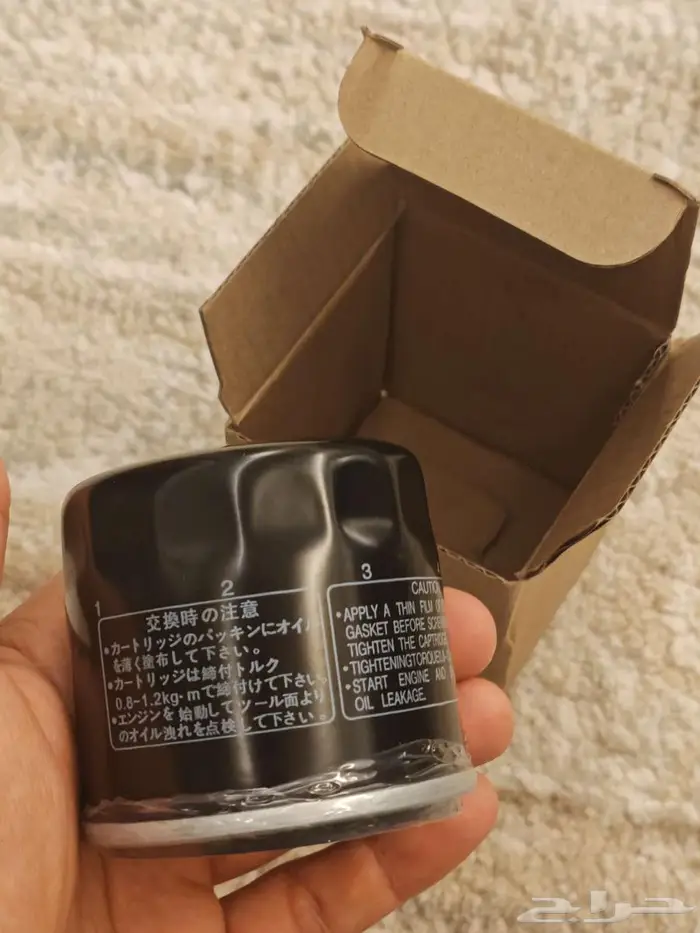 1
2
3
交換時の注意
•カートリッジのパッキンにオイル
を薄く塗布して下さい。
•カートリッジは締付トルク
0.8-1.2kg·mで締付けて下さい。
•エンジンを 始動してツール面より
のオイル洩れを点検して下さい。
CAUTION
•APPLY A THIN FILM
GASKET BEFORE
TIGHTEN THE
•TIGHTENINGTORQUE
•START ENGINE AND
OIL LEAKAGE.
حراج